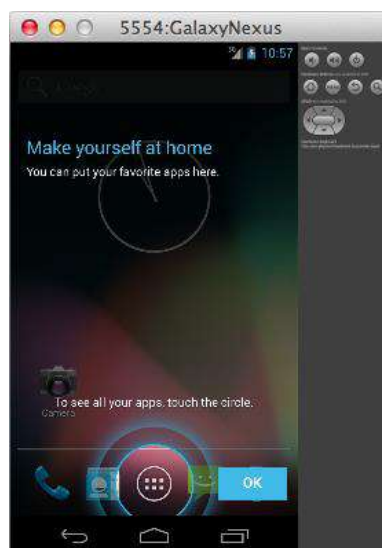 5554:GalaxyNexus
10:57
Make yourself at home
You can put your favorite apps here.
To see all your apps, touch the circle.
Camera
OK